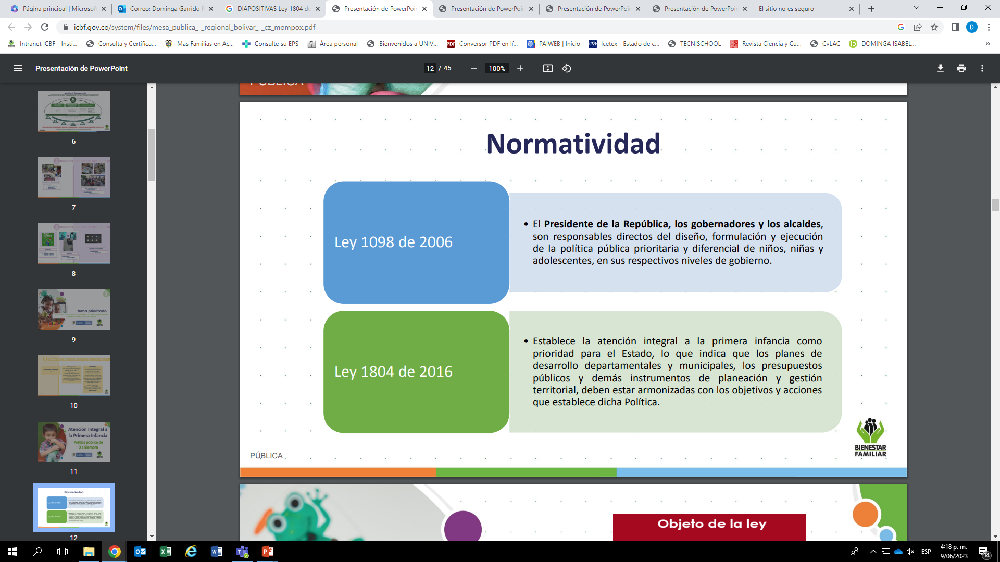 Página principal | Microsof
Correo: Dominga Garrido F
DIAPOSITIVAS Ley 1804 de
Presentación de PowerPoin
Presentación de PowerPoin
Presentación de PowerPoin
Presentación de PowerPoin
El sitio no es seguro
icbf.gov.co/system/files/mesa_publica_-_regional_bolivar_-_cz_mompox.pdf
D
Intranet ICBF - Insti...
Consulta y Certifica...
Mas Familias en Ac...
Consulte su EPS
Área personal
Bienvenidos a UNIV...
Conversor PDF en lí...
PAIWEB | Inicio
Icetex - Estado de c...
TECNISCHOOL
Revista Ciencia y Cu...
CvLAC
DOMINGA ISABEL...
Presentación de PowerPoint
12 / 45
100%
6
7
8
tema priorizado
9
10
Atención Integral a
la Primera Infancia
Política pública de
0 a Siempre
11
Normatividad
12
PÚBLICA
Normatividad
Ley 1098 de 2006
• El Presidente de la República, los gobernadores y los alcaldes,
son responsables directos del diseño, formulación y ejecución
de la política pública prioritaria y diferencial de niños, niñas y
adolescentes, en sus respectivos niveles de gobierno.
Ley 1804 de 2016
• Establece la atención integral a la primera infancia como
prioridad para el Estado, lo que indica que los planes de
desarrollo departamentales y municipales, los presupuestos
públicos y demás instrumentos de planeación y gestión
territorial, deben estar armonizadas con los objetivos y acciones
que establece dicha Política.
BIENESTAR
FAMILIAR
PÚBLICA
Objeto de la ley
ESP
4:18 p. m.
9/06/2023
14